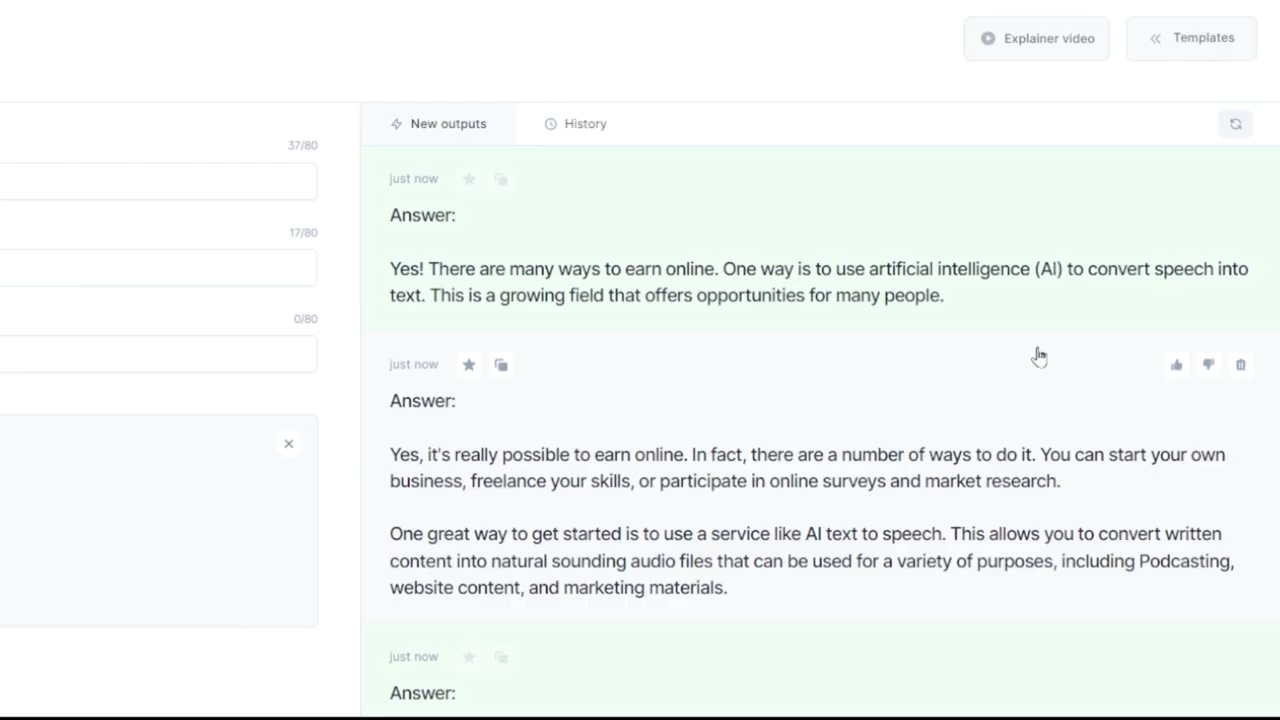 Explainer video
Templates
New outputs
History
37/80
17/80
0/80
just now
Answer:
Yes! There are many ways to earn online. One way is to use artificial intelligence (AI) to convert speech into
text. This is a growing field that offers opportunities for many people.
just now
Answer:
Yes, it's really possible to earn online. In fact, there are a number of ways to do it. You can start your own
business, freelance your skills, or participate in online surveys and market research.
One great way to get started is to use a service like AI text to speech. This allows you to convert written
content into natural sounding audio files that can be used for a variety of purposes, including Podcasting,
website content, and marketing materials.
just now
Answer: